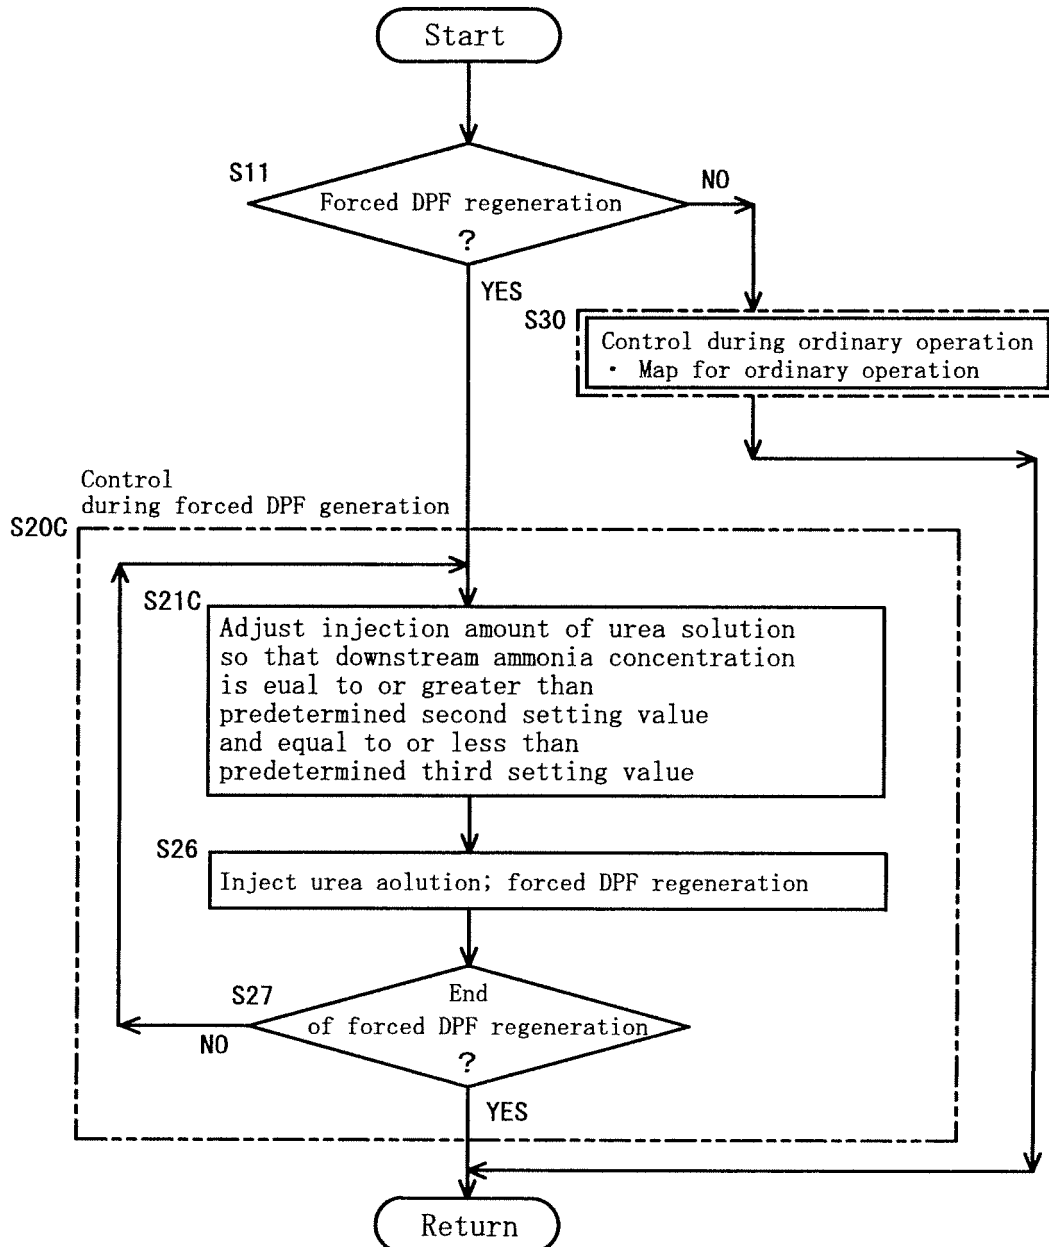 Start
S11
Forced DPF regeneration
?
NO
YES
S30
Control during ordinary operation
・ Map for ordinary operation
Control
during forced DPF generation
S20C
S21C
Adjust injection amount of urea solution
so that downstream ammonia concentration
is eual to or greater than
predetermined second setting value
and equal to or less than
predetermined third setting value
S26
Inject urea aolution; forced DPF regeneration
S27
End
of forced DPF regeneration
?
NO
YES
Return